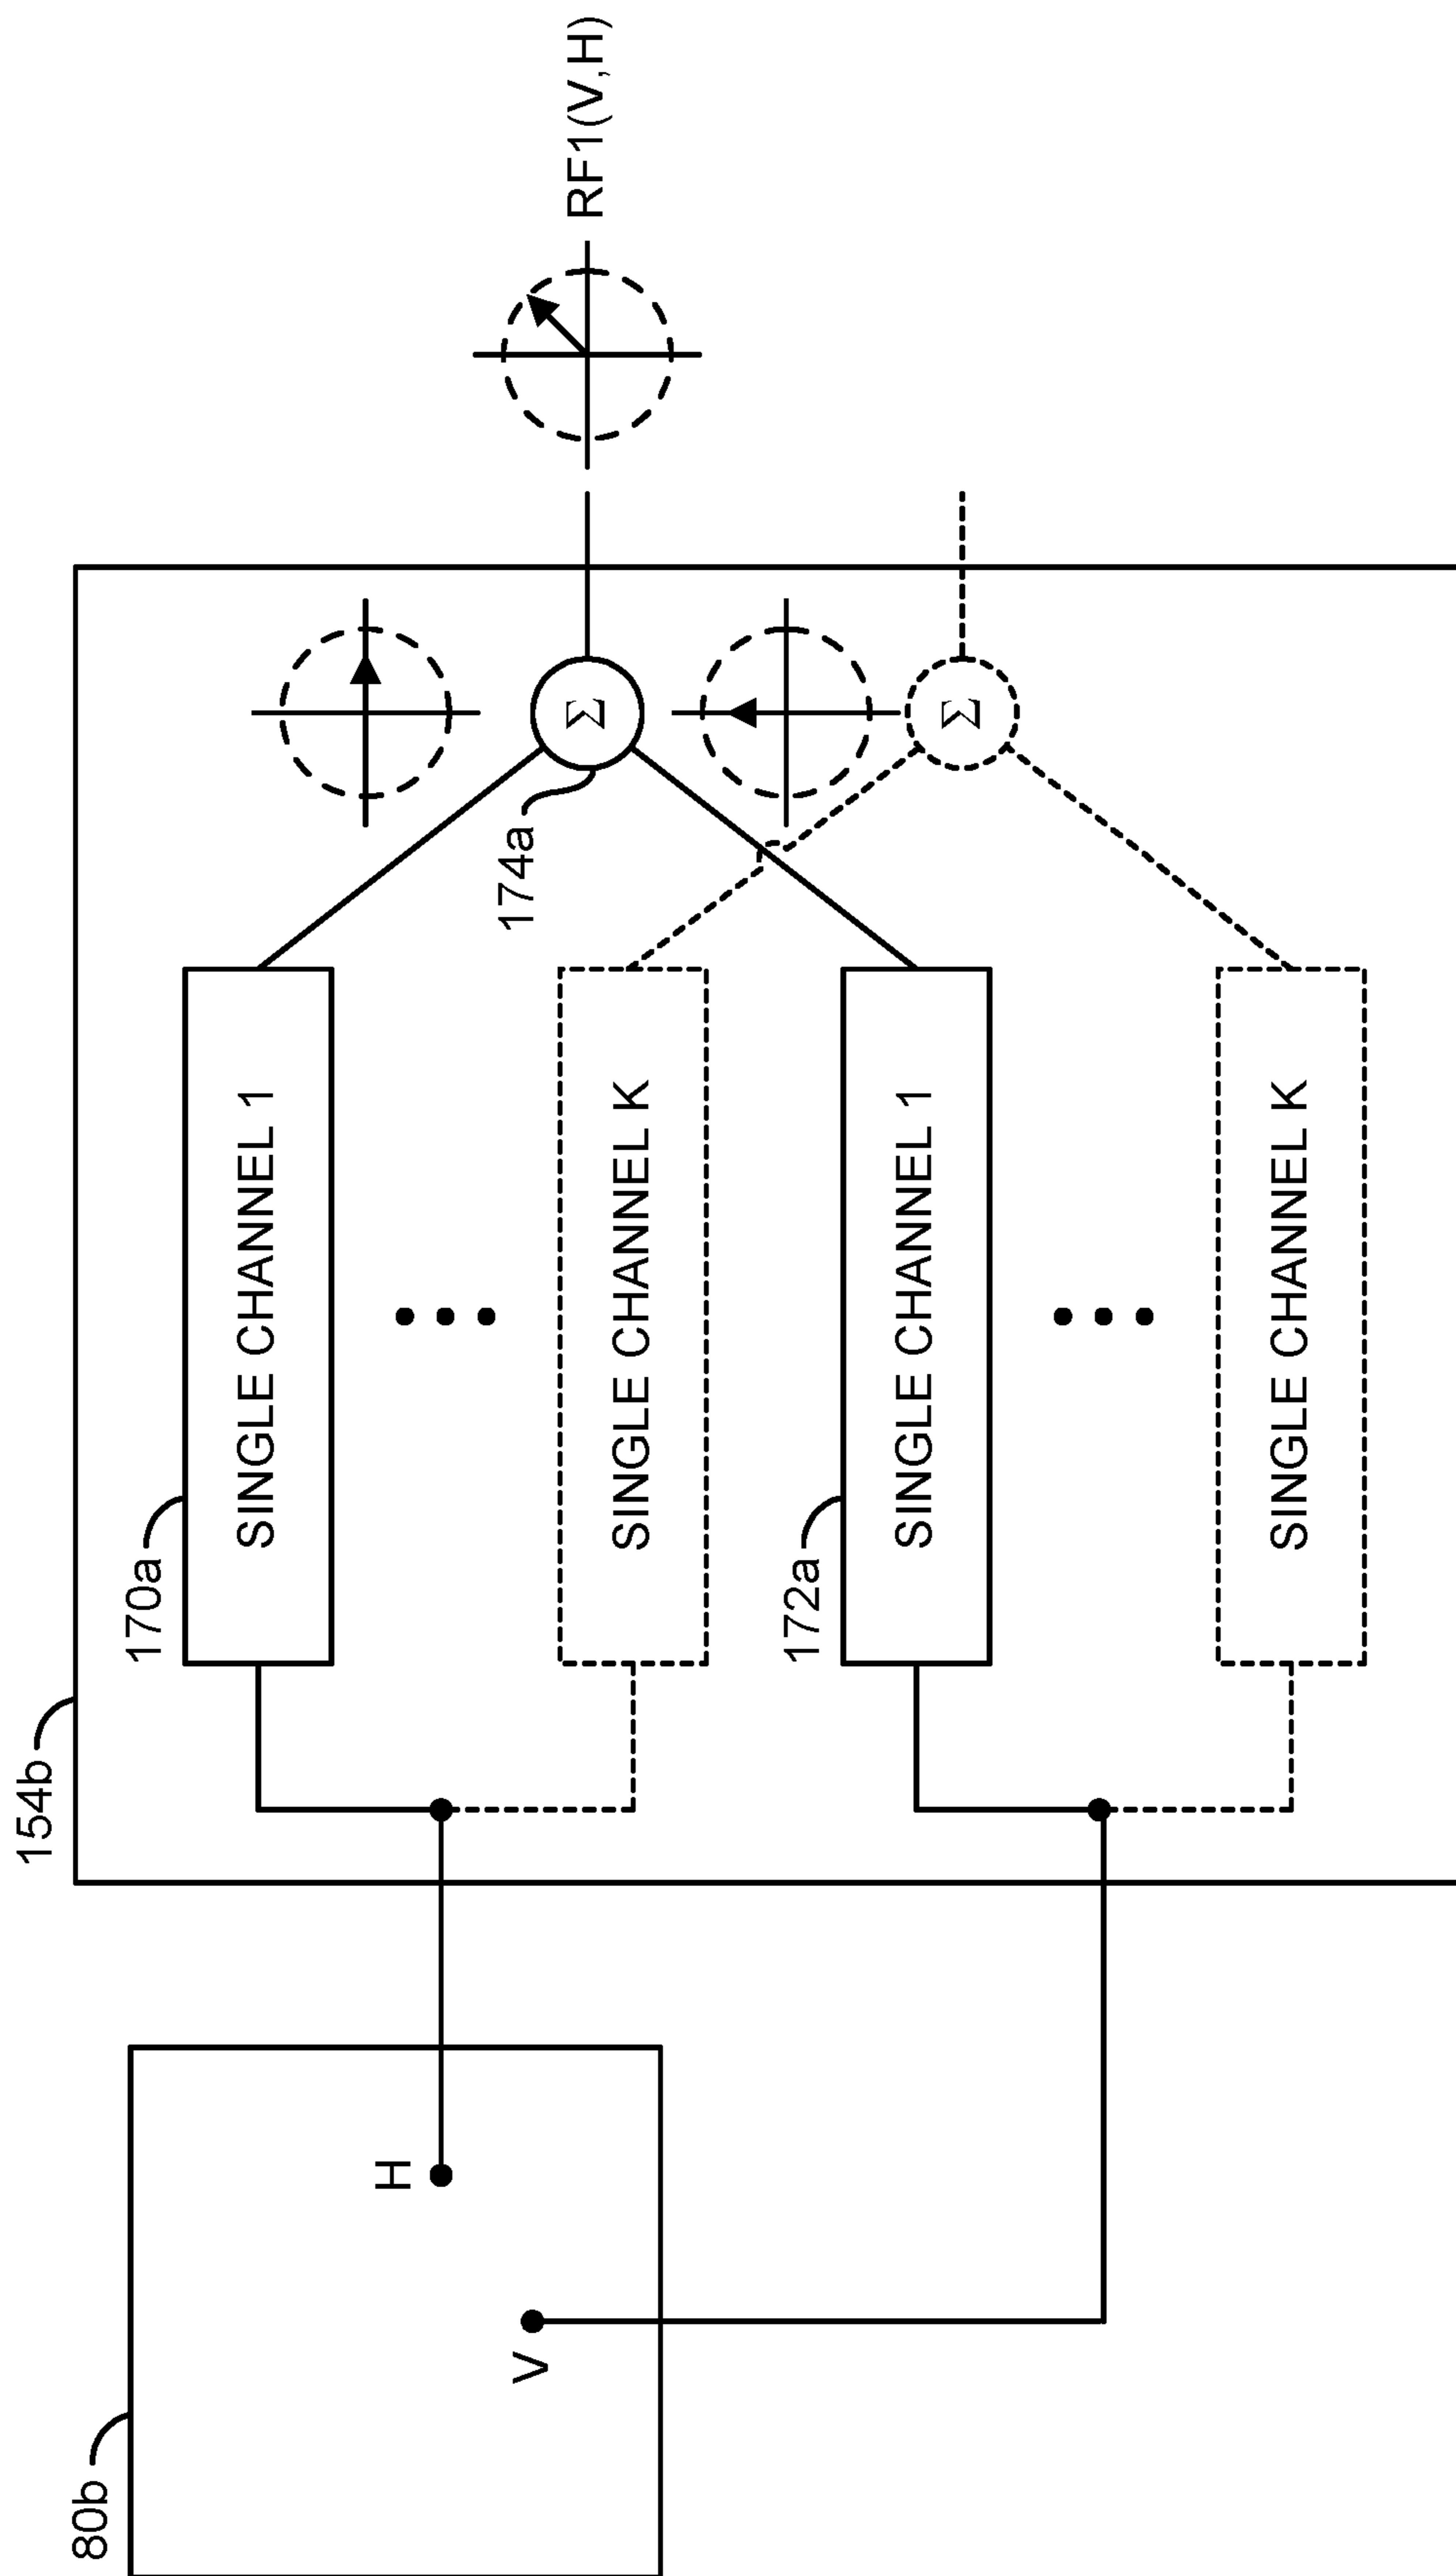 80b
V
H
154b
170a
SINGLE CHANNEL 1
SINGLE CHANNEL K
172a
SINGLE CHANNEL 1
SINGLE CHANNEL K
174a
Σ
Σ
RF1(V,H)